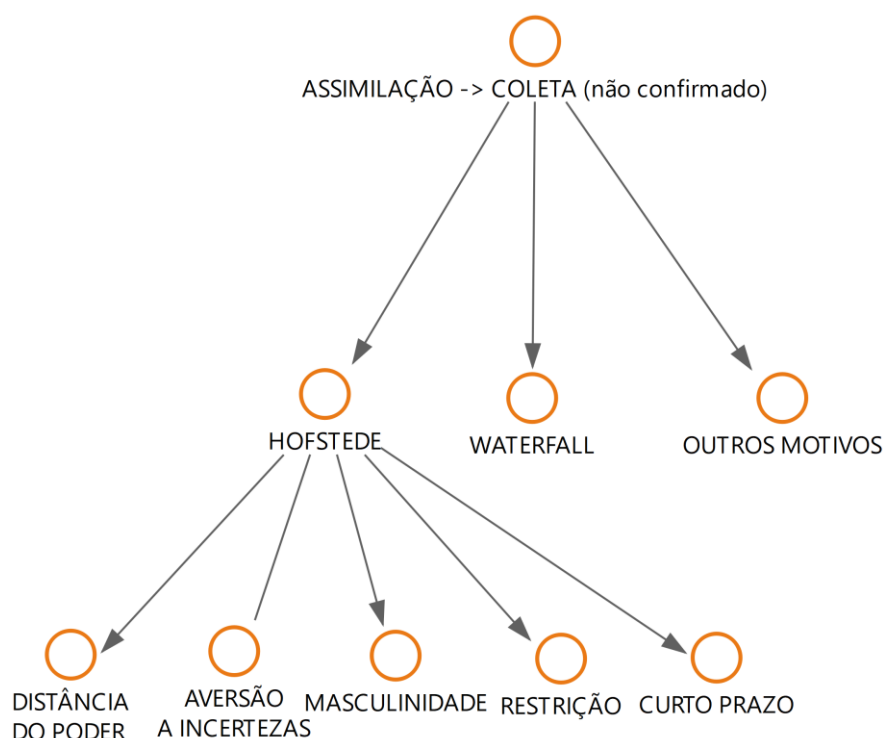 ASSIMILAÇÃO -> COLETA (não confirmado)
HOFSTEDE
WATERFALL
OUTROS MOTIVOS
DISTÂNCIA
DO PODER
AVERSÃO
A INCERTEZAS
MASCULINIDADE
RESTRIÇÃO
CURTO PRAZO